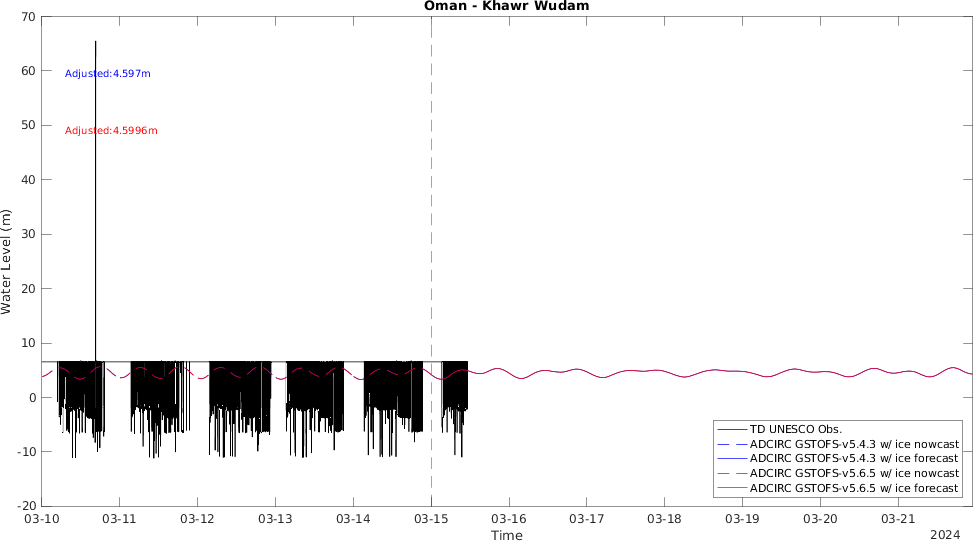 Oman - Khawr Wudam
70
60
50
40
30
20
10
0
-10
-20
Water Level (m)
Adjusted:4.597m
Adjusted:4.5996m
TD UNESCO Obs.
ADCIRC GSTOFS-v5.4.3 w/ ice nowcast
ADCIRC GSTOFS-v5.4.3 w/ ice forecast
ADCIRC GSTOFS-v5.6.5 w/ ice nowcast
ADCIRC GSTOFS-v5.6.5 w/ ice forecast
03-10 03-11 03-12 03-13 03-14 03-15 03-16 03-17 03-18 03-19 03-20 03-21
Time
2024